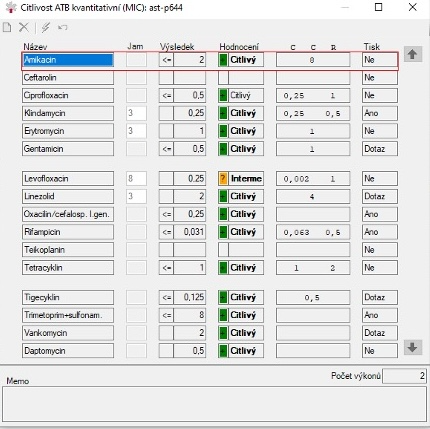 Citlivost ATB kvantitativní (MIC): ast-p644
Název Jam Výsledek Hodnocení C C R Tisk
Amikacin <= 2 Citlivý 8 Ne
Ceftarolin Ne
Ciprofloxacin <= 0,5 Citlivý 0,25 1 Ne
Klindamycin 3 0,25 Citlivý 0,25 0,5 Ano
Erytromycin 3 1 Citlivý 1 Ne
Gentamicin <= 0,5 Citlivý 1 Dotaz
Levofloxacin 8 0,25 ? Interme 0,002 1 Ne
Linezolid 3 2 Citlivý 4 Dotaz
Oxacilin/cefalosp. I.gen. <= 0,25 Citlivý Ano
Rifampicin <= 0,031 Citlivý 0,063 0,5 Ano
Teikoplanin Ne
Tetracyklin <= 1 Citlivý 1 2 Ne
Tigecyklin <= 0,125 Citlivý 0,5 Dotaz
Trimetoprim+sulfonam. <= 8 Citlivý Ano
Vankomycin 2 Citlivý Dotaz
Daptomycin 0,5 Citlivý Ne
Počet výkonů 2
Memo